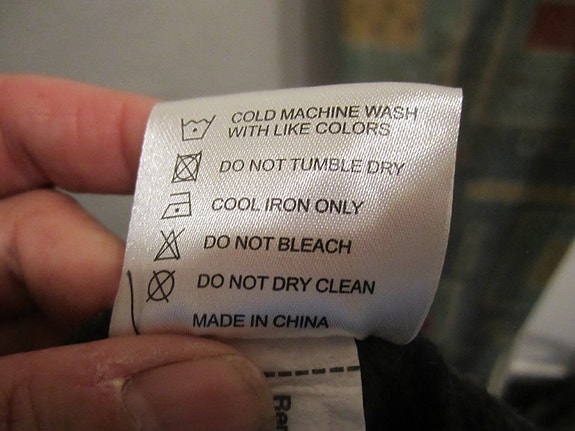 COLD MACHINE WASH
WITH LIKE COLORS
DO NOT TUMBLE DRY
COOL IRON ONLY
DO NOT BLEACH
DO NOT DRY CLEAN
MADE IN CHINA